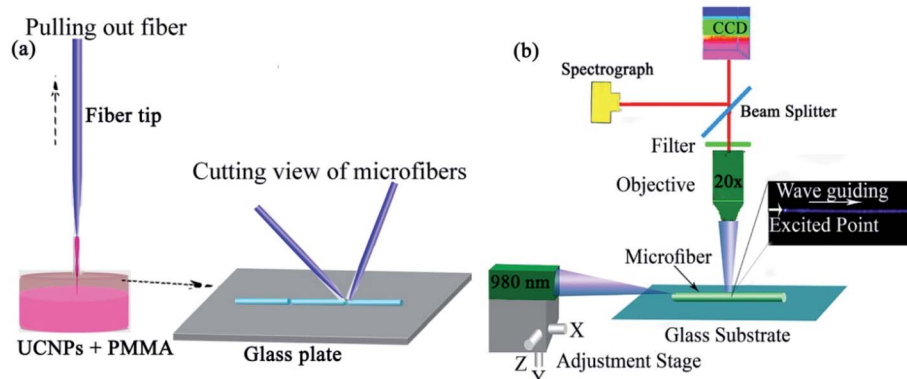 (a)
Pulling out fiber
Fiber tip
Cutting view of microfibers
UCNPs + PMMA
Glass plate
(b)
CCD
Spectrograph
Beam Splitter
Filter
Objective
20x
Wave guiding
Excited Point
Microfiber
980 nm
Glass Substrate
X
Z
Y
Adjustment Stage